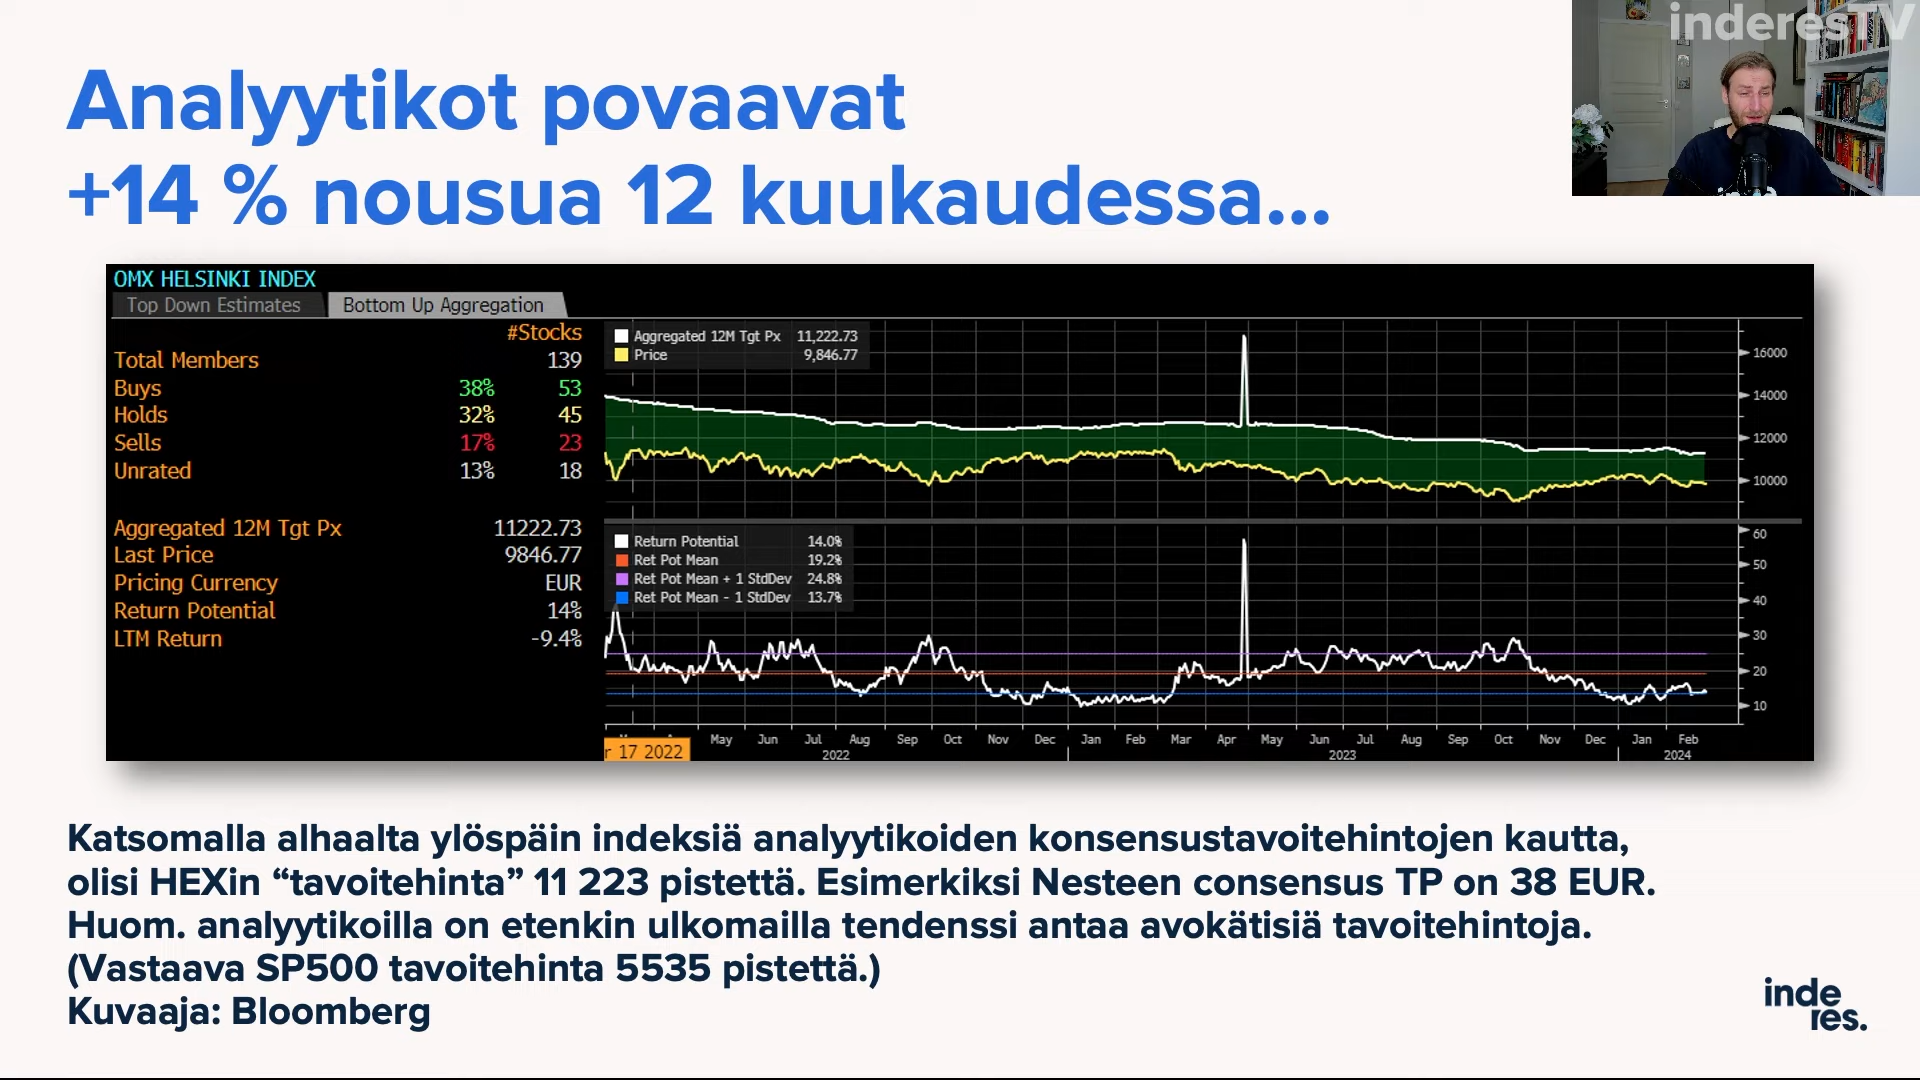 inderesTV
Analyytikot povaavat
+14 % nousua 12 kuukaudessa...
OMX HELSINKI INDEX
Top Down Estimates Bottom Up Aggregation
#Stocks
Total Members 139
Buys 38% 53
Holds 32% 45
Sells 17% 23
Unrated 13% 18
Aggregated 12M Tgt Px 11222.73
Last Price 9846.77
Pricing Currency EUR
Return Potential 14%
LTM Return -9.4%
Aggregated 12M Tgt Px 11,222.73
Price 9,846.77
16000
14000
12000
10000
Return Potential 14.0%
Ret Pot Mean 19.2%
Ret Pot Mean + 1 StdDev 24.8%
Ret Pot Mean - 1 StdDev 13.7%
60
50
40
30
20
10
May Jun Jul Aug Sep Oct Nov Dec Jan Feb Mar Apr May Jun Jul Aug Sep Oct Nov Dec Jan Feb
r 17 2022 2022 2023 2024
Katsomalla alhaalta ylöspäin indeksiä analyytikoiden konsensustavoitehintojen kautta,
olisi HEXin “tavoitehinta” 11 223 pistettä. Esimerkiksi Nesteen consensus TP on 38 EUR.
Huom. analyytikoilla on etenkin ulkomailla tendenssi antaa avokätisiä tavoitehintoja.
(Vastaava SP500 tavoitehinta 5535 pistettä.)
Kuvaaja: Bloomberg
inde
res.